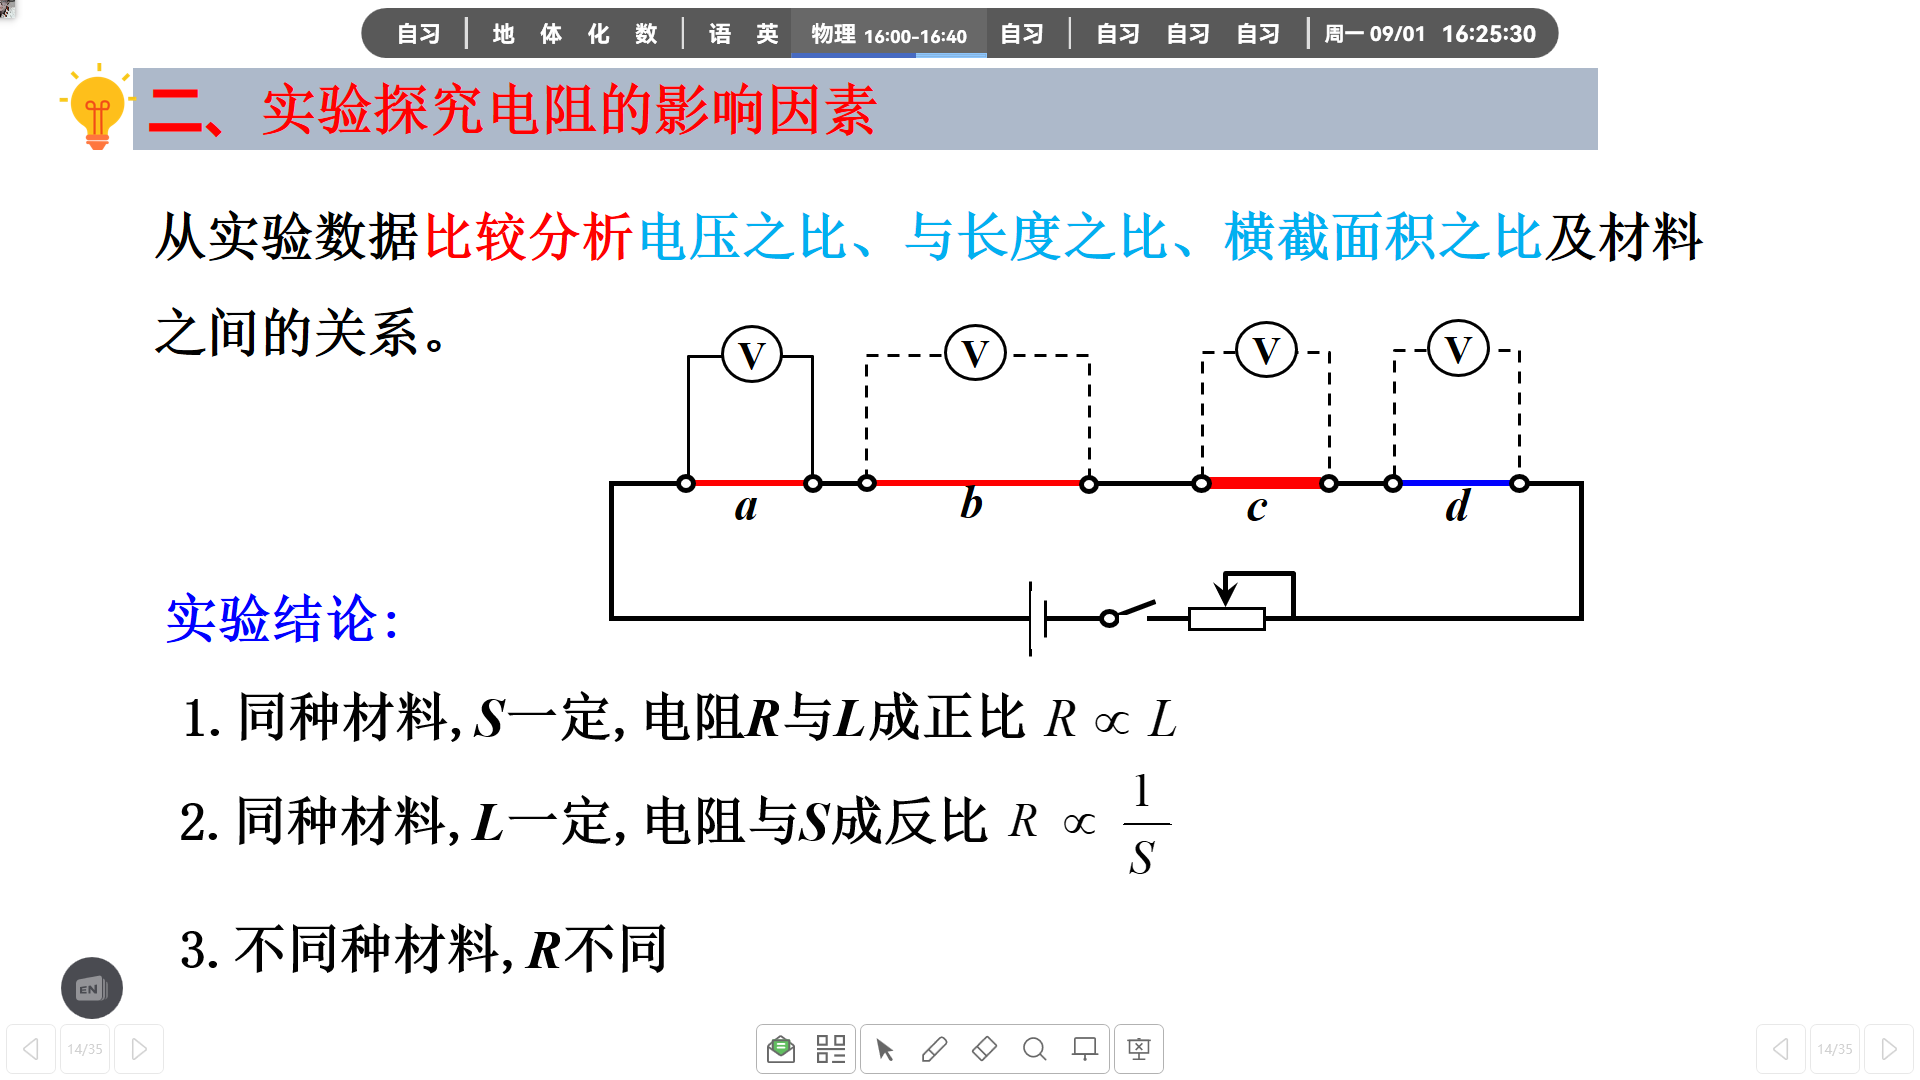 自习 | 地 体 化 数 | 语 英 物理 16:00-16:40 自习 | 自习 自习 自习 | 周一 09/01 16:25:30
二、实验探究电阻的影响因素
从实验数据比较分析电压之比、与长度之比、横截面积之比及材料
之间的关系。
V V V V
a b c d
实验结论：
1. 同种材料, S一定, 电阻R与L成正比 R ∝ L
2. 同种材料, L一定, 电阻与S成反比 R ∝ 1/S
3. 不同种材料, R不同
EN
14/35 14/35